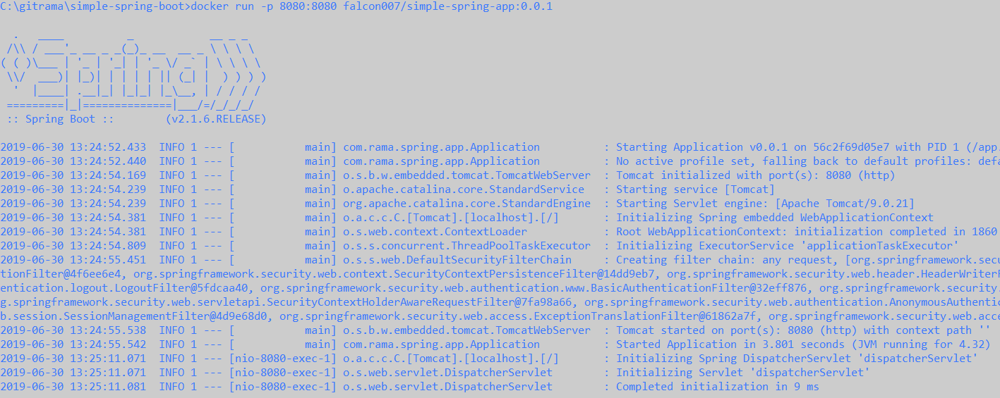 C:\gitrama\simple-spring-boot>docker run -p 8080:8080 falcon007/simple-spring-app:0.0.1

  .   ____          _            __ _ _
 /\\ / ___'_ __ _ _(_)_ __  __ _ \ \ \ \
( ( )\___ | '_ | '_| | '_ \/ _` | \ \ \ \
 \\/  ___)| |_)| | | | | || (_| |  ) ) ) )
  '  |____| .__|_| |_|_| |_\__, | / / / /
 =========|_|==============|___/=/_/_/_/
 :: Spring Boot ::        (v2.1.6.RELEASE)

2019-06-30 13:24:52.433  INFO 1 --- [           main] com.rama.spring.app.Application          : Starting Application v0.0.1 on 56c2f69d05e7 with PID 1 (/app.
2019-06-30 13:24:52.440  INFO 1 --- [           main] com.rama.spring.app.Application          : No active profile set, falling back to default profiles: defa
2019-06-30 13:24:54.169  INFO 1 --- [           main] o.s.b.w.embedded.tomcat.TomcatWebServer  : Tomcat initialized with port(s): 8080 (http)
2019-06-30 13:24:54.239  INFO 1 --- [           main] o.apache.catalina.core.StandardService   : Starting service [Tomcat]
2019-06-30 13:24:54.239  INFO 1 --- [           main] org.apache.catalina.core.StandardEngine  : Starting Servlet engine: [Apache Tomcat/9.0.21]
2019-06-30 13:24:54.381  INFO 1 --- [           main] o.a.c.c.C.[Tomcat].[localhost].[/]       : Initializing Spring embedded WebApplicationContext
2019-06-30 13:24:54.381  INFO 1 --- [           main] o.s.web.context.ContextLoader            : Root WebApplicationContext: initialization completed in 1860
2019-06-30 13:24:54.809  INFO 1 --- [           main] o.s.s.concurrent.ThreadPoolTaskExecutor  : Initializing ExecutorService 'applicationTaskExecutor'
2019-06-30 13:24:55.451  INFO 1 --- [           main] o.s.s.web.DefaultSecurityFilterChain     : Creating filter chain: any request, [org.springframework.secu
tionFilter@4f6ee6e4, org.springframework.security.web.context.SecurityContextPersistenceFilter@14dd9eb7, org.springframework.security.web.header.HeaderWriterF
entication.logout.LogoutFilter@5fdcaa40, org.springframework.security.web.authentication.www.BasicAuthenticationFilter@32eff876, org.springframework.security.
g.springframework.security.web.servletapi.SecurityContextHolderAwareRequestFilter@7fa98a66, org.springframework.security.web.authentication.AnonymousAuthentic
b.session.SessionManagementFilter@4d9e68d0, org.springframework.security.web.access.ExceptionTranslationFilter@61862a7f, org.springframework.security.web.acce
2019-06-30 13:24:55.538  INFO 1 --- [           main] o.s.b.w.embedded.tomcat.TomcatWebServer  : Tomcat started on port(s): 8080 (http) with context path ''
2019-06-30 13:24:55.542  INFO 1 --- [           main] com.rama.spring.app.Application          : Started Application in 3.801 seconds (JVM running for 4.32)
2019-06-30 13:25:11.071  INFO 1 --- [nio-8080-exec-1] o.a.c.c.C.[Tomcat].[localhost].[/]       : Initializing Spring DispatcherServlet 'dispatcherServlet'
2019-06-30 13:25:11.071  INFO 1 --- [nio-8080-exec-1] o.s.web.servlet.DispatcherServlet        : Initializing Servlet 'dispatcherServlet'
2019-06-30 13:25:11.081  INFO 1 --- [nio-8080-exec-1] o.s.web.servlet.DispatcherServlet        : Completed initialization in 9 ms